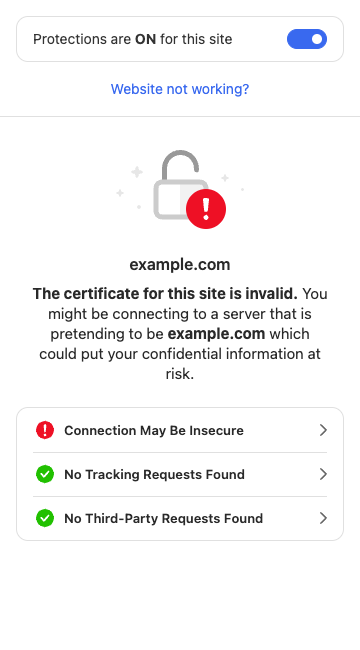 Protections are ON for this site
Website not working?
example.com
The certificate for this site is invalid. You
might be connecting to a server that is
pretending to be example.com which
could put your confidential information at
risk.
Connection May Be Insecure
No Tracking Requests Found
No Third-Party Requests Found